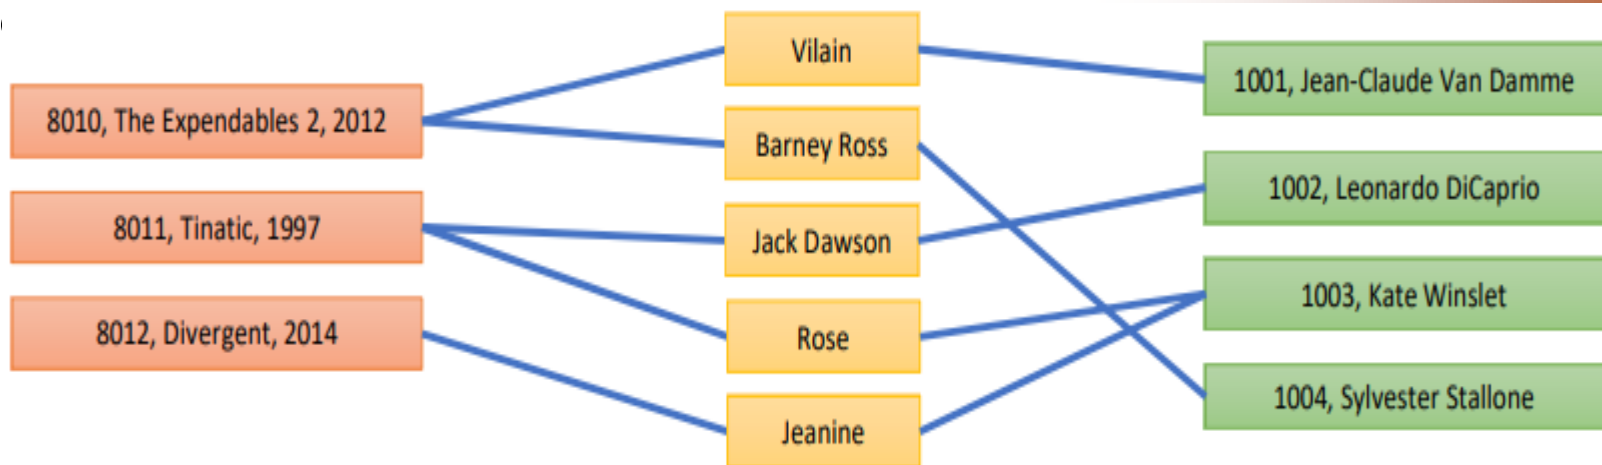 8010, The Expendables 2, 2012
8011, Tinatic, 1997
8012, Divergent, 2014
Vilain
Barney Ross
Jack Dawson
Rose
Jeanine
1001, Jean-Claude Van Damme
1002, Leonardo DiCaprio
1003, Kate Winslet
1004, Sylvester Stallone